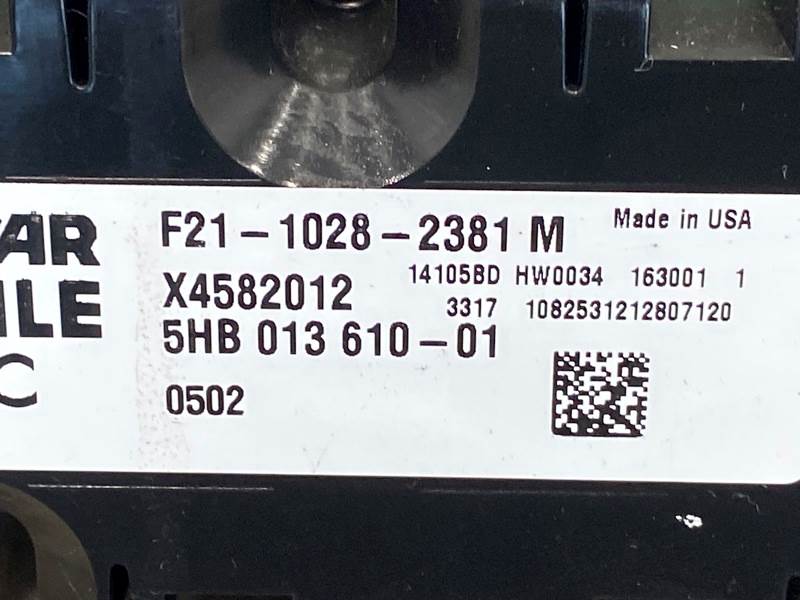 F21-1028-2381 M Made in USA
X4582012 14105BD HW0034 163001 1
3317 1082531212807120
5HB 013 610-01
0502